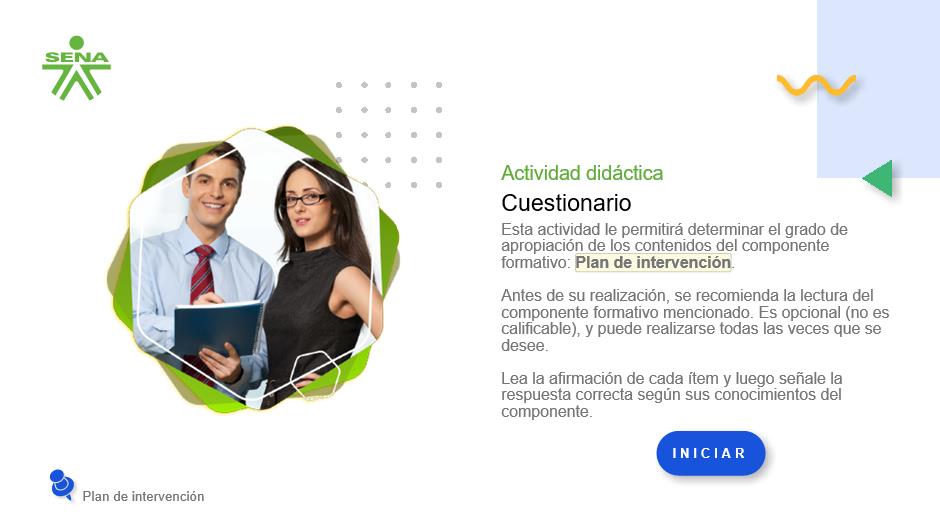 SENA
Actividad didáctica
Cuestionario
Esta actividad le permitirá determinar el grado de
apropiación de los contenidos del componente
formativo: Plan de intervención.
Antes de su realización, se recomienda la lectura del
componente formativo mencionado. Es opcional (no es
calificable), y puede realizarse todas las veces que se
desee.
Lea la afirmación de cada ítem y luego señale la
respuesta correcta según sus conocimientos del
componente.
INICIAR
Plan de intervención